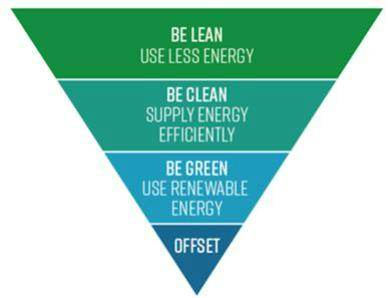 BE LEAN
USE LESS ENERGY
BE CLEAN
SUPPLY ENERGY
EFFICIENTLY
BE GREEN
USE RENEWABLE
ENERGY
OFFSET